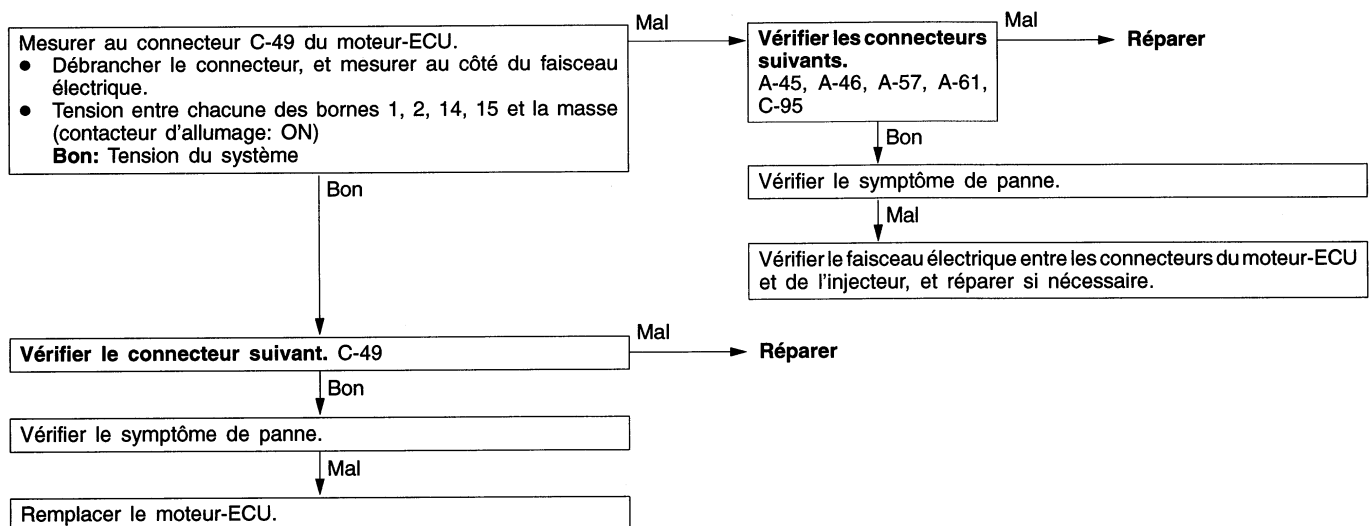 Mesurer au connecteur C-49 du moteur-ECU.
● Débrancher le connecteur, et mesurer au côté du faisceau
électrique.
● Tension entre chacune des bornes 1, 2, 14, 15 et la masse
(contacteur d'allumage: ON)
Bon: Tension du système
Mal
Vérifier les connecteurs
suivants.
A-45, A-46, A-57, A-61,
C-95
Mal
Réparer
Bon
Vérifier le symptôme de panne.
Mal
Vérifier le faisceau électrique entre les connecteurs du moteur-ECU
et de l'injecteur, et réparer si nécessaire.
Bon
Vérifier le connecteur suivant. C-49
Mal
Réparer
Bon
Vérifier le symptôme de panne.
Mal
Remplacer le moteur-ECU.